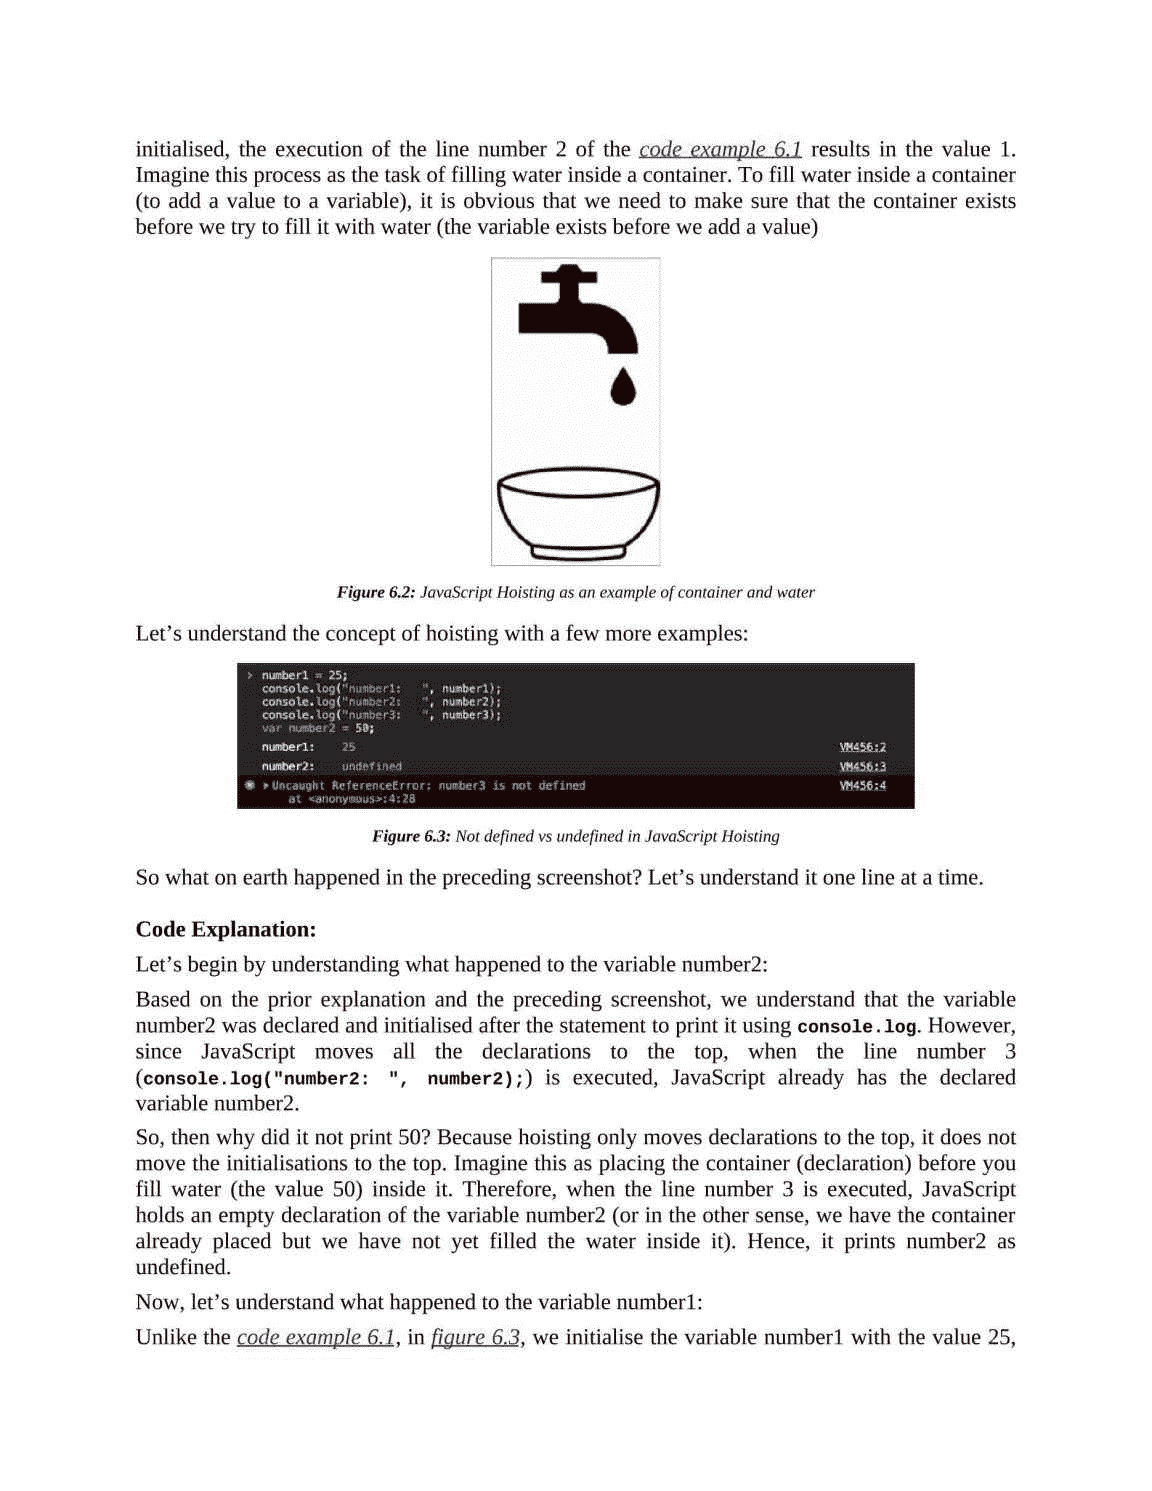 initialised, the execution of the line number 2 of the code example 6.1 results in the value 1.
Imagine this process as the task of filling water inside a container. To fill water inside a container
(to add a value to a variable), it is obvious that we need to make sure that the container exists
before we try to fill it with water (the variable exists before we add a value)
Figure 6.2: JavaScript Hoisting as an example of container and water
Let’s understand the concept of hoisting with a few more examples:
> number1 = 25;
console.log("number1:   ", number1);
console.log("number2:   ", number2);
console.log("number3:   ", number3);
var number2 = 50;
number1:    25    VM456:2
number2:    undefined    VM456:3
Uncaught ReferenceError: number3 is not defined    VM456:4
at <anonymous>:4:28
Figure 6.3: Not defined vs undefined in JavaScript Hoisting
So what on earth happened in the preceding screenshot? Let’s understand it one line at a time.
Code Explanation:
Let’s begin by understanding what happened to the variable number2:
Based on the prior explanation and the preceding screenshot, we understand that the variable
number2 was declared and initialised after the statement to print it using console.log. However,
since JavaScript moves all the declarations to the top, when the line number 3
(console.log("number2: ", number2);) is executed, JavaScript already has the declared
variable number2.
So, then why did it not print 50? Because hoisting only moves declarations to the top, it does not
move the initialisations to the top. Imagine this as placing the container (declaration) before you
fill water (the value 50) inside it. Therefore, when the line number 3 is executed, JavaScript
holds an empty declaration of the variable number2 (or in the other sense, we have the container
already placed but we have not yet filled the water inside it). Hence, it prints number2 as
undefined.
Now, let’s understand what happened to the variable number1:
Unlike the code example 6.1, in figure 6.3, we initialise the variable number1 with the value 25,